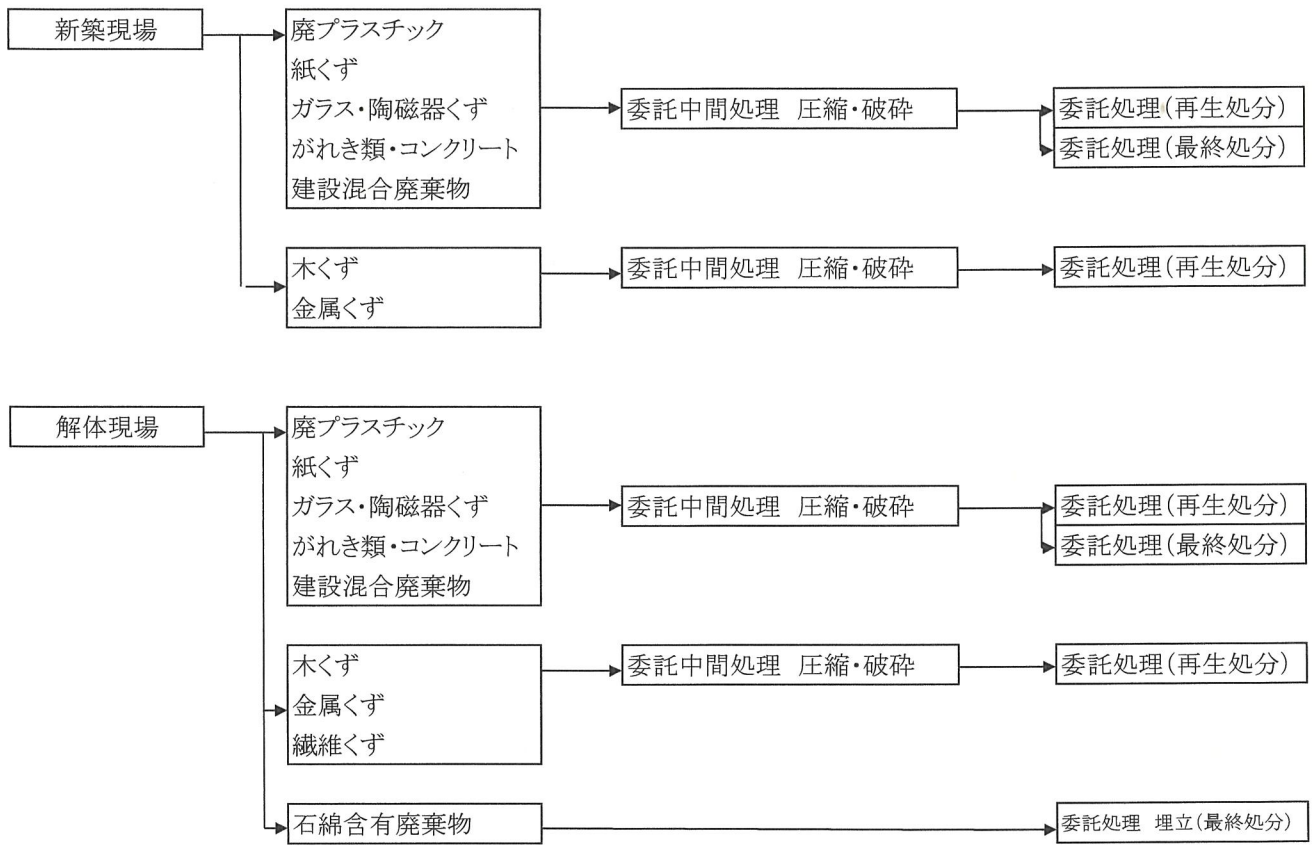 新築現場
廃プラスチック
紙くず
ガラス・陶磁器くず
がれき類・コンクリート
建設混合廃棄物
委託中間処理 圧縮・破砕
委託処理(再生処分)
委託処理(最終処分)
木くず
金属くず
委託中間処理 圧縮・破砕
委託処理(再生処分)
解体現場
廃プラスチック
紙くず
ガラス・陶磁器くず
がれき類・コンクリート
建設混合廃棄物
委託中間処理 圧縮・破砕
委託処理(再生処分)
委託処理(最終処分)
木くず
金属くず
繊維くず
委託中間処理 圧縮・破砕
委託処理(再生処分)
石綿含有廃棄物
委託処理 埋立(最終処分)